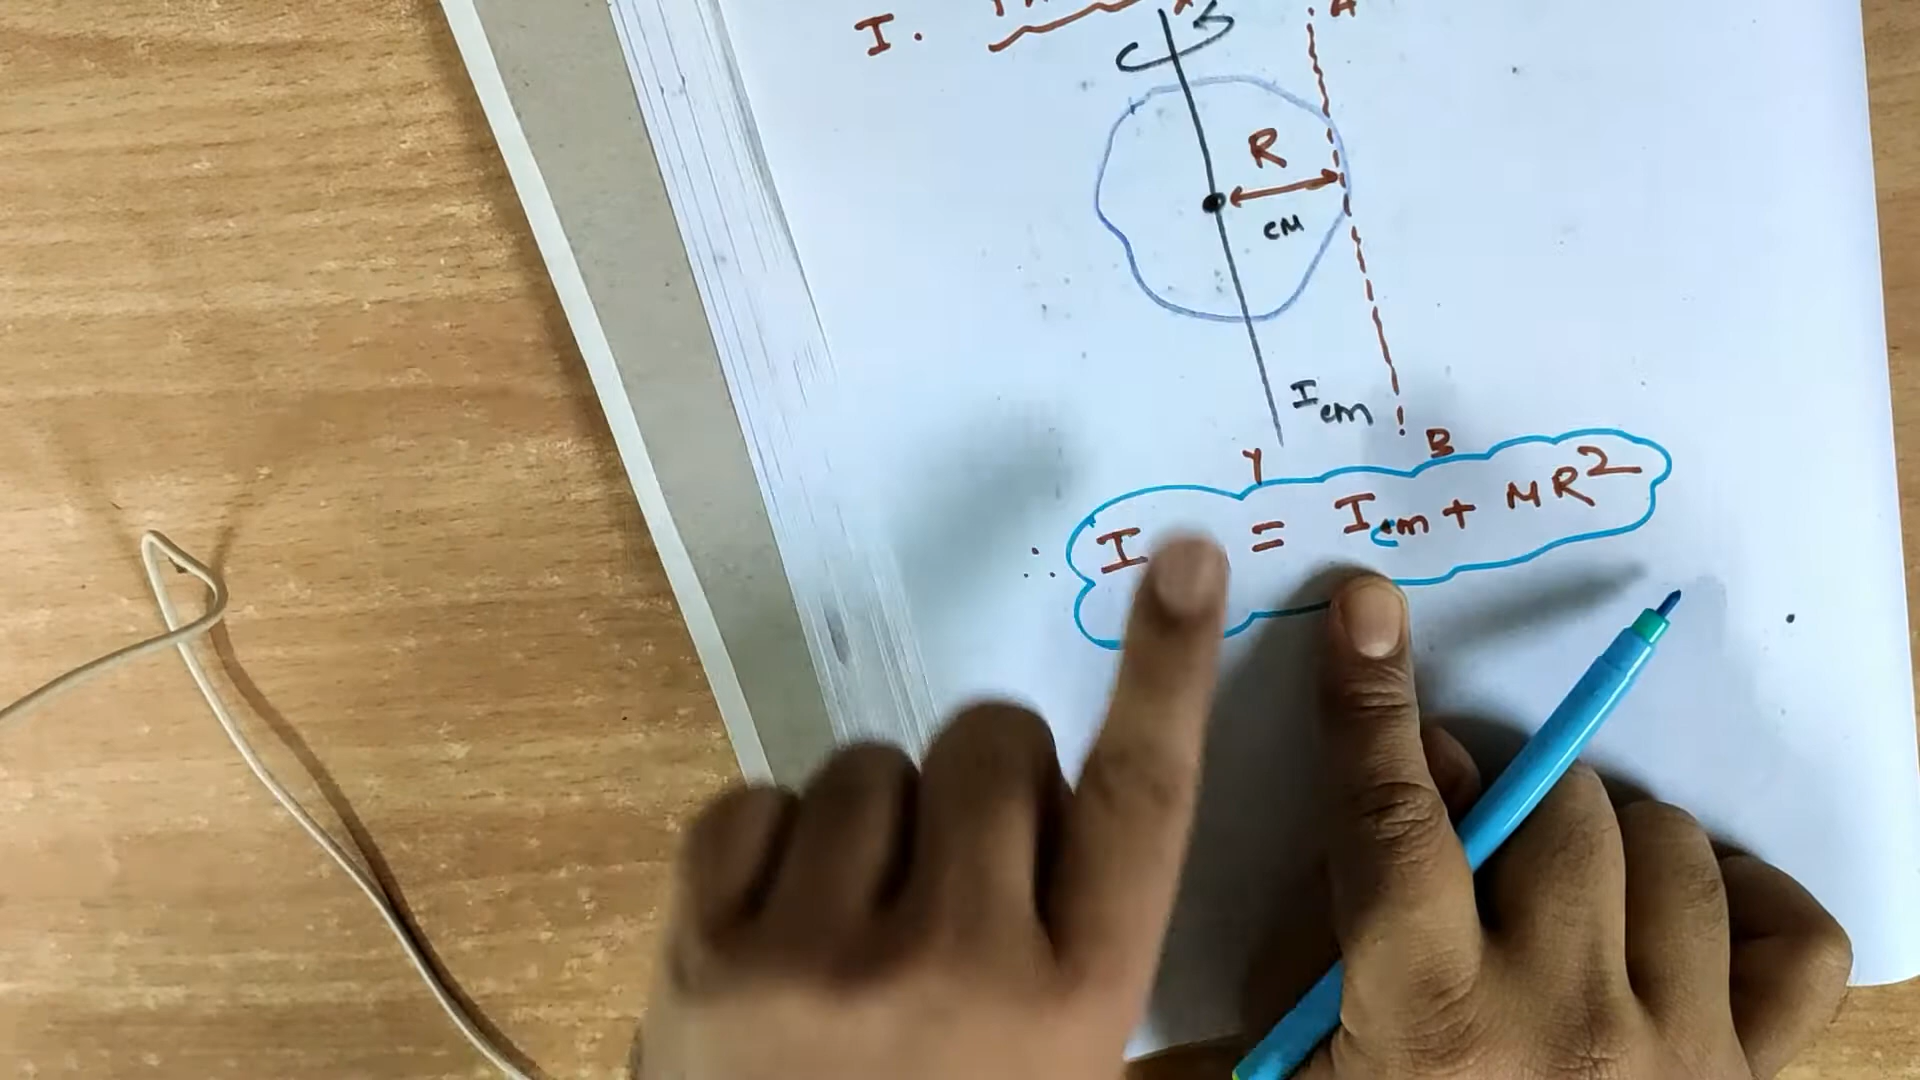 I.
X A
R
CM
Icm
Y B
∴ I = Icm + MR²